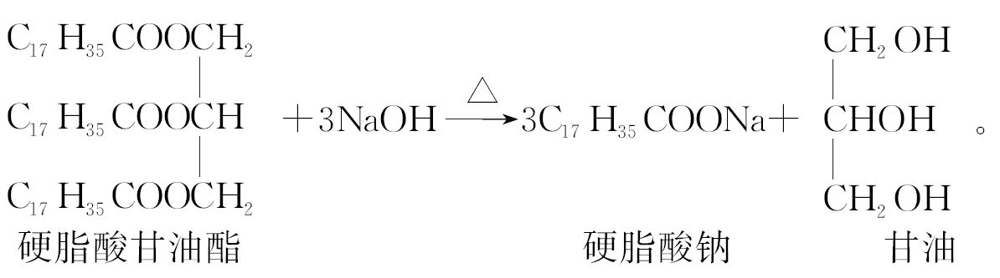 C₁₇H₃₅COOCH₂ CH₂OH
C₁₇H₃₅COOCH +3NaOH △→ 3C₁₇H₃₅COONa+ CHOH 。
C₁₇H₃₅COOCH₂ CH₂OH
硬脂酸甘油酯 硬脂酸钠 甘油